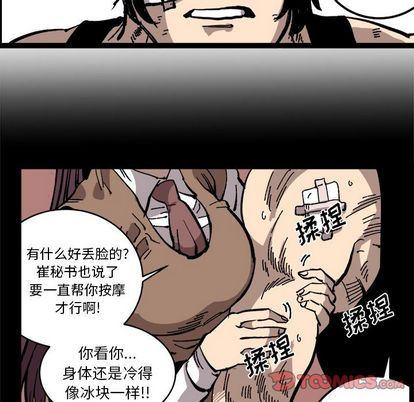 揉捏
有什么好丢脸的?
崔秘书也说了
要一直帮你按摩
才行啊!
揉捏
揉捏
你看你...
身体还是冷得
像冰块一样!!
TOOMICS.COM